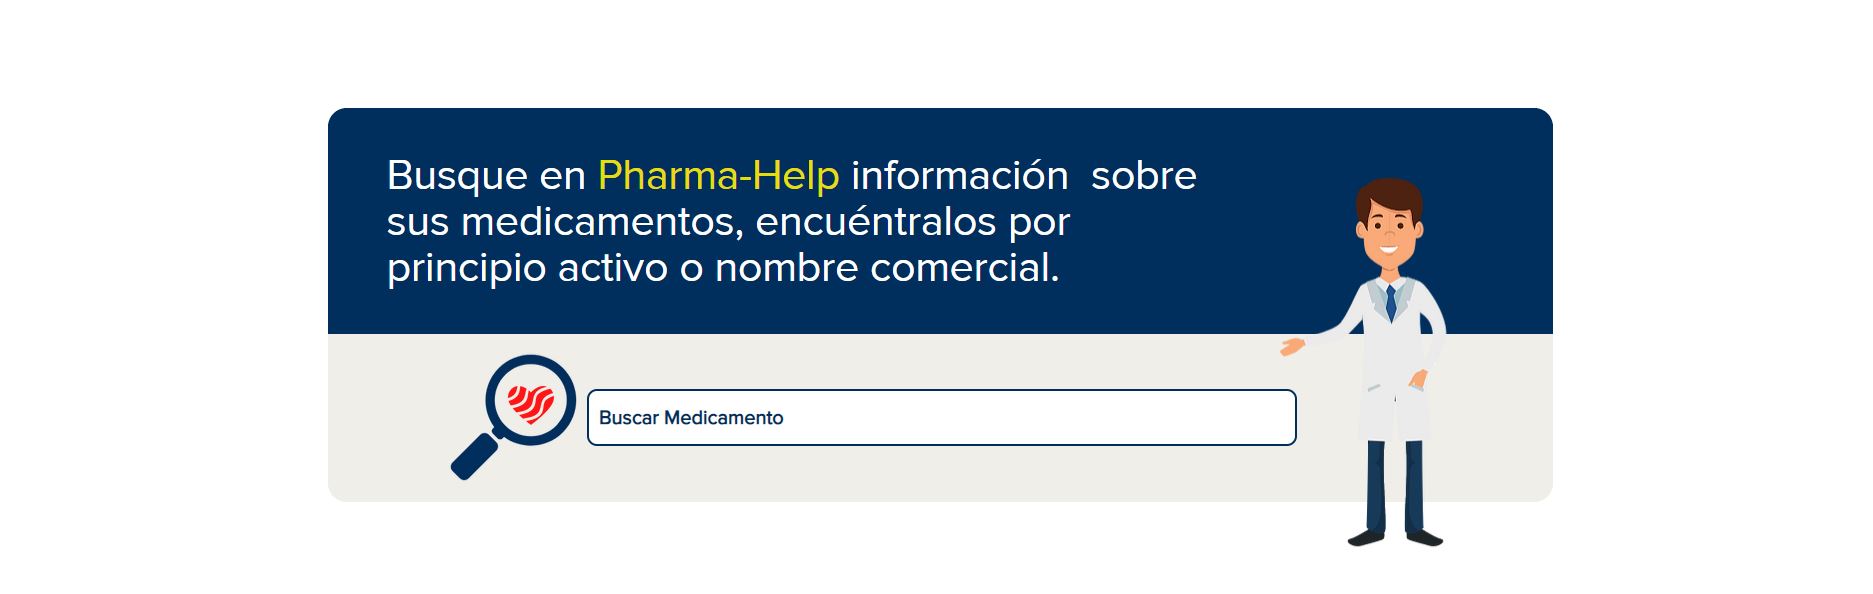 Busque en Pharma-Help información  sobre
sus medicamentos, encuéntralos por
principio activo o nombre comercial.
Buscar Medicamento